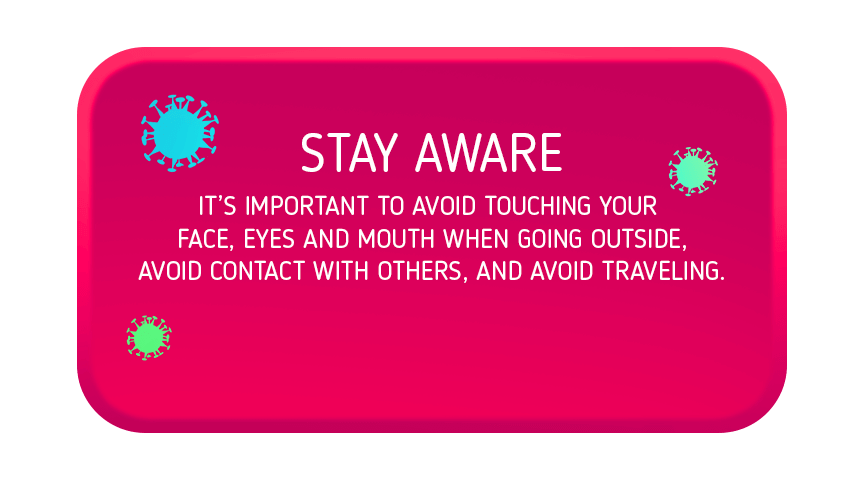 STAY AWARE
IT’S IMPORTANT TO AVOID TOUCHING YOUR
FACE, EYES AND MOUTH WHEN GOING OUTSIDE,
AVOID CONTACT WITH OTHERS, AND AVOID TRAVELING.